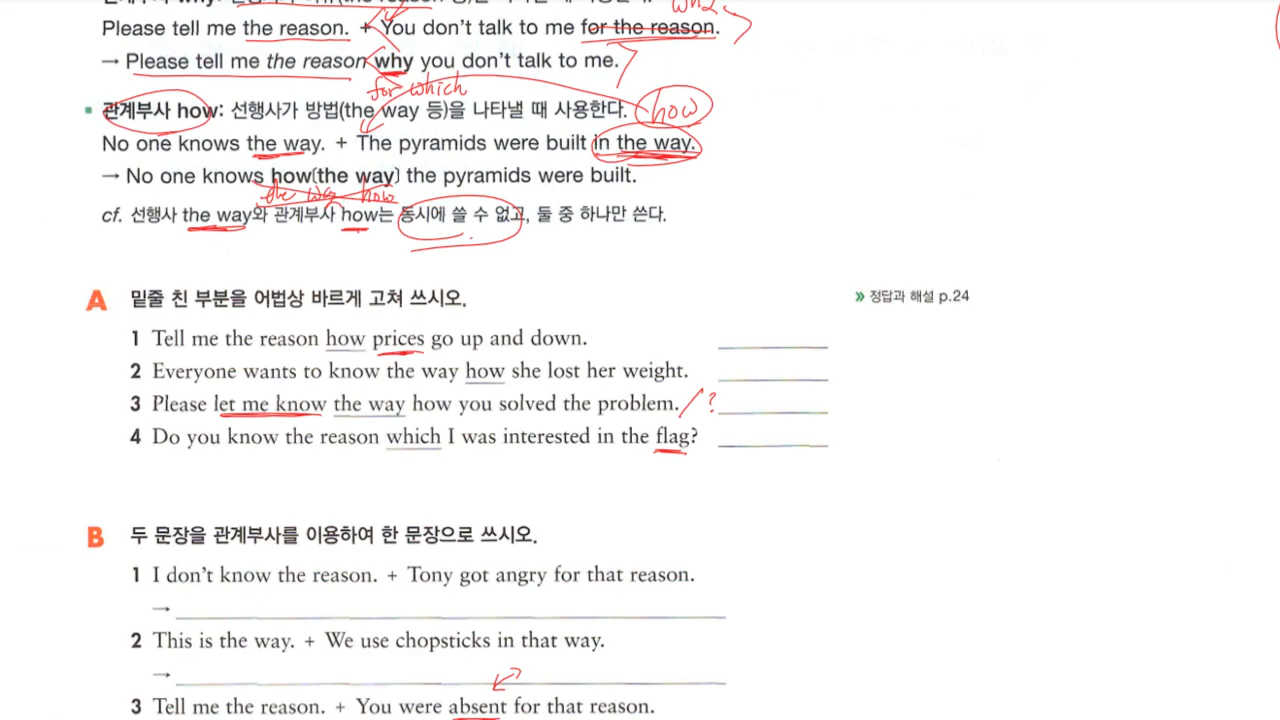 Please tell me the reason. + You don't talk to me for the reason.
→ Please tell me the reason why you don't talk to me.
for which
▪ 관계부사 how: 선행사가 방법(the way 등)을 나타낼 때 사용한다. how
No one knows the way. + The pyramids were built in the way.
→ No one knows how(the way) the pyramids were built.
the way how
cf. 선행사 the way와 관계부사 how는 동시에 쓸 수 없고, 둘 중 하나만 쓴다.
A 밑줄 친 부분을 어법상 바르게 고쳐 쓰시오. » 정답과 해설 p.24
1 Tell me the reason how prices go up and down.
2 Everyone wants to know the way how she lost her weight.
3 Please let me know the way how you solved the problem. / ?
4 Do you know the reason which I was interested in the flag?
B 두 문장을 관계부사를 이용하여 한 문장으로 쓰시오.
1 I don't know the reason. + Tony got angry for that reason.
→
2 This is the way. + We use chopsticks in that way.
→
3 Tell me the reason. + You were absent for that reason.